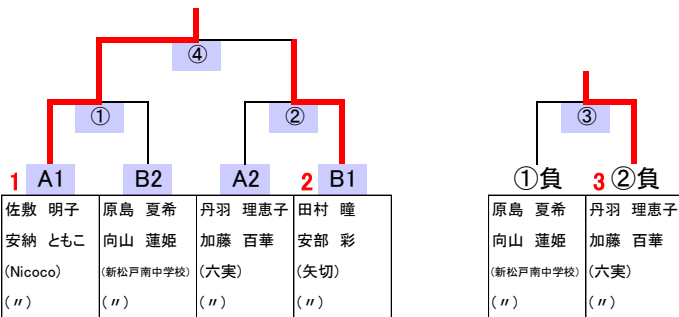 ④
① ② ③
1 A1 B2 A2 2 B1 ①負 3 ②負
佐敷 明子 原島 夏希 丹羽 理恵子 田村 瞳 原島 夏希 丹羽 理恵子
安納 ともこ 向山 蓮姫 加藤 百華 安部 彩 向山 蓮姫 加藤 百華
(Nicoco) (新松戸南中学校) (六実) (矢切) (新松戸南中学校) (六実)
(〃) (〃) (〃) (〃) (〃) (〃)